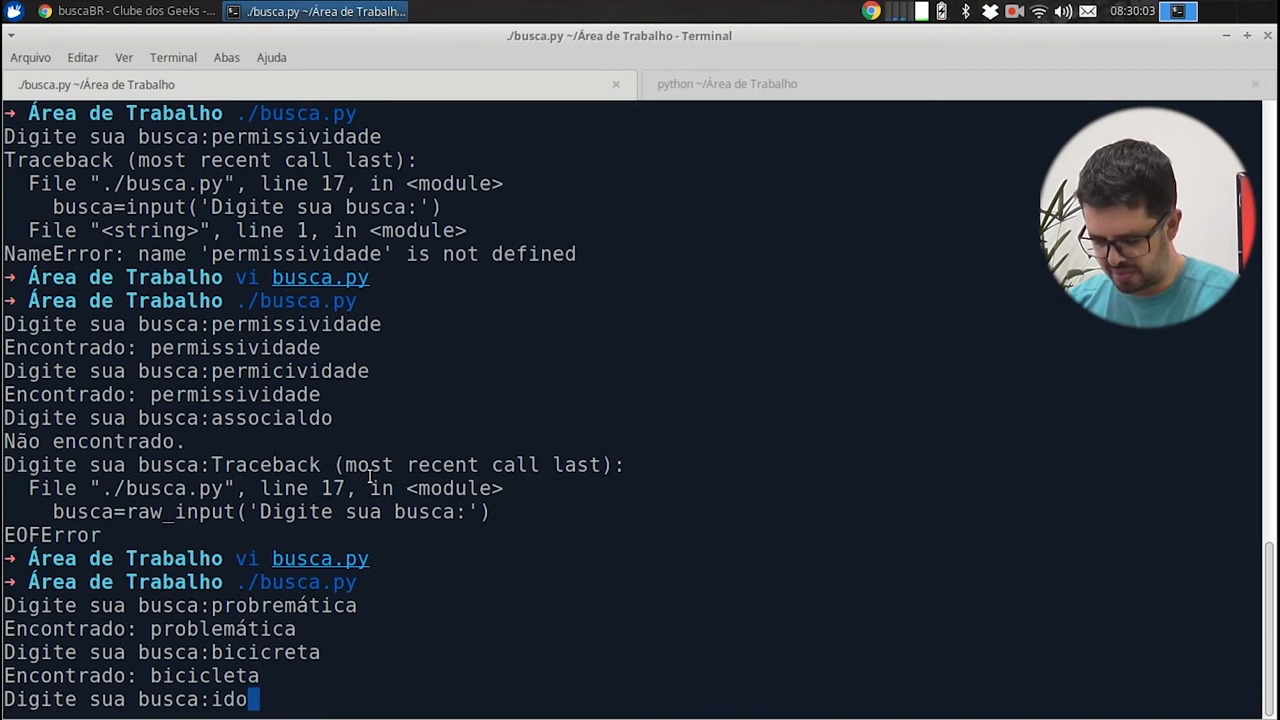 buscaBR - Clube dos Geeks -...
./busca.py ~/Área de Trabalh...
08:30:03
./busca.py ~/Área de Trabalho - Terminal
Arquivo Editar Ver Terminal Abas Ajuda
./busca.py ~/Área de Trabalho
python ~/Área de Trabalho
➜ Área de Trabalho ./busca.py
Digite sua busca:permissividade
Traceback (most recent call last):
File "./busca.py", line 17, in <module>
busca=input('Digite sua busca:')
File "<string>", line 1, in <module>
NameError: name 'permissividade' is not defined
➜ Área de Trabalho vi busca.py
➜ Área de Trabalho ./busca.py
Digite sua busca:permissividade
Encontrado: permissividade
Digite sua busca:permicividade
Encontrado: permissividade
Digite sua busca:associaldo
Não encontrado.
Digite sua busca:Traceback (most recent call last):
File "./busca.py", line 17, in <module>
busca=raw_input('Digite sua busca:')
EOFError
➜ Área de Trabalho vi busca.py
➜ Área de Trabalho ./busca.py
Digite sua busca:probremática
Encontrado: problemática
Digite sua busca:bicicreta
Encontrado: bicicleta
Digite sua busca:ido